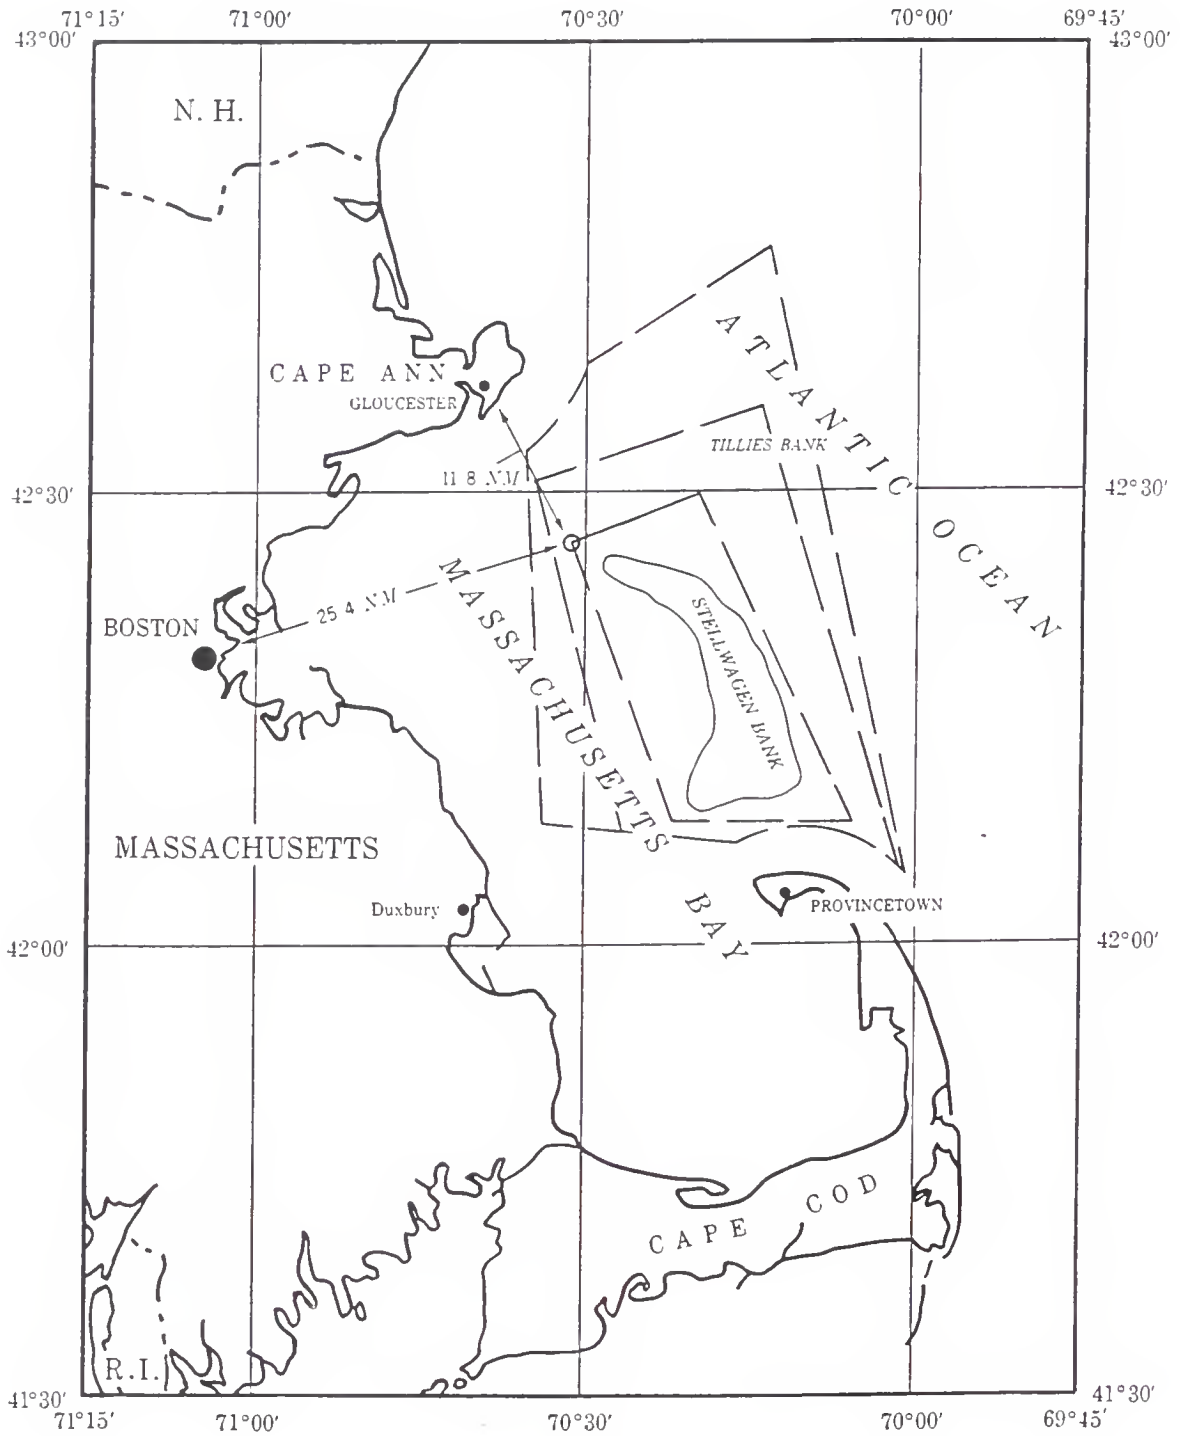 71°15' 71°00' 70°30' 70°00' 69°45'
43°00' 43°00'
N. H.
ATLANTIC
CAPE ANN
GLOUCESTER
TILLIES BANK
11 8 N.M
42°30' 42°30'
OCEAN
MASSACHUSETTS
25 4 N.M
STELLWAGEN BANK
BOSTON
MASSACHUSETTS
Duxbury
BAY
PROVINCETOWN
42°00' 42°00'
CAPE COD
R.I.
41°30' 41°30'
71°15' 71°00' 70°30' 70°00' 69°45'